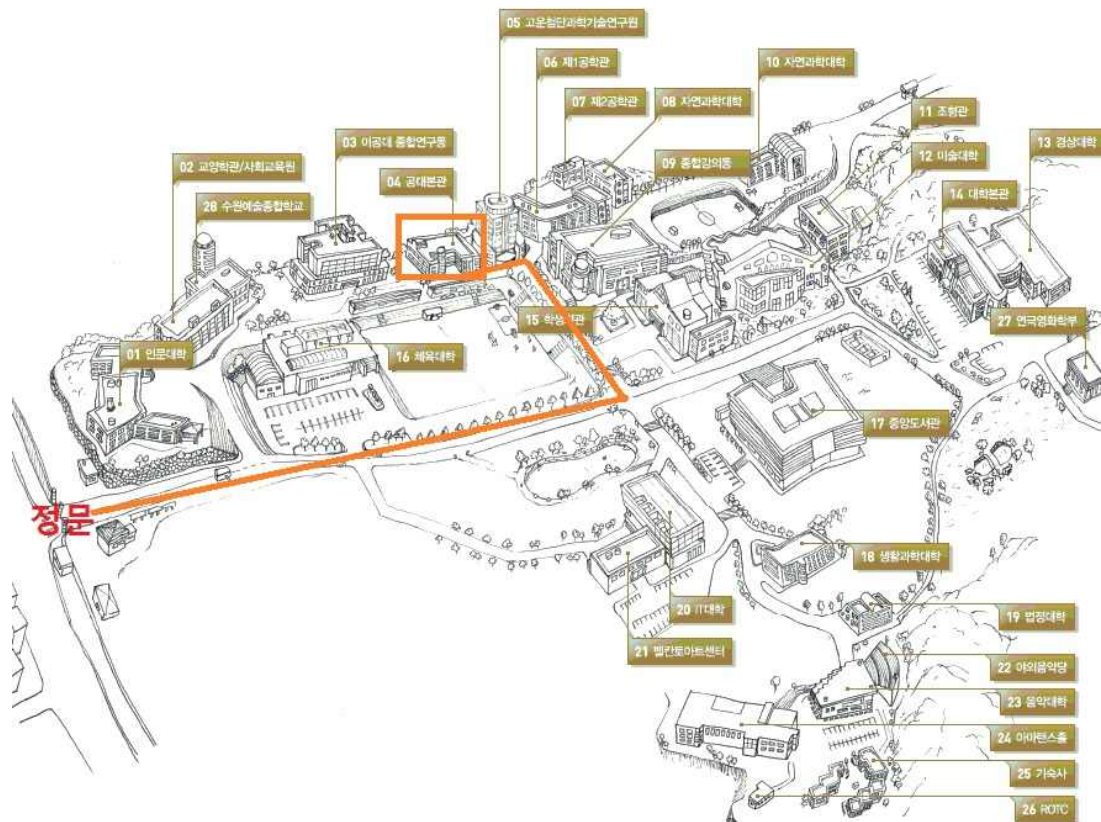 05 고운첨단과학기술연구원
06 제1공학관
10 자연과학대학
07 제2공학관
08 자연과학대학
11 조형관
03 이공대 종합연구동
13 경상대학
02 교양학관/사회교육원
09 종합강의동
12 미술대학
04 공대본관
14 대학본관
28 수원예술종합학교
15 학생회관
27 연극영화학부
01 인문대학
16 체육대학
17 중앙도서관
정문
18 생활과학대학
20 IT대학
19 법정대학
21 벨칸토아트센터
22 야외음악당
23 음악대학
24 아마랜스홀
25 기숙사
26 ROTC